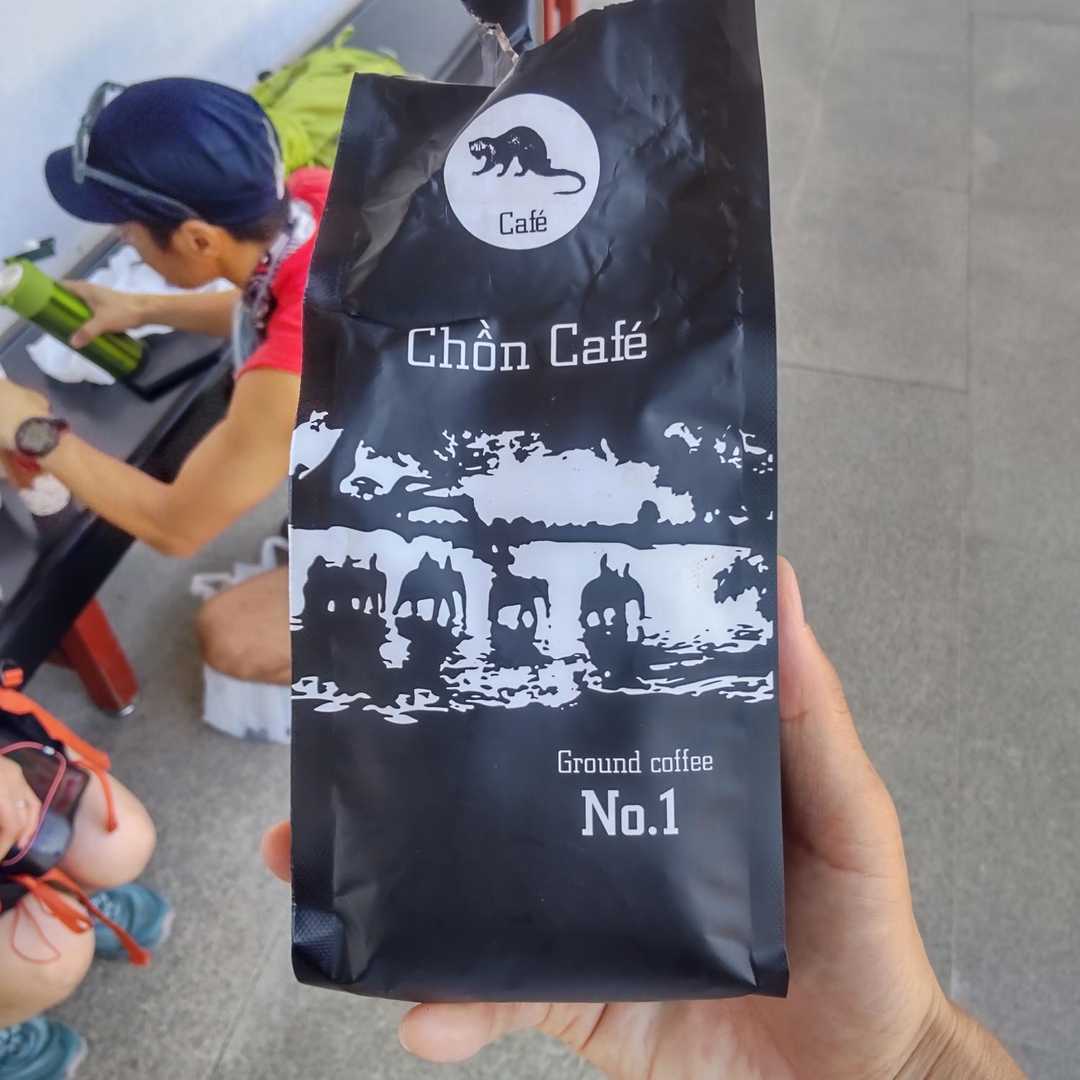 Café
Chồn Café
Ground coffee
No.1